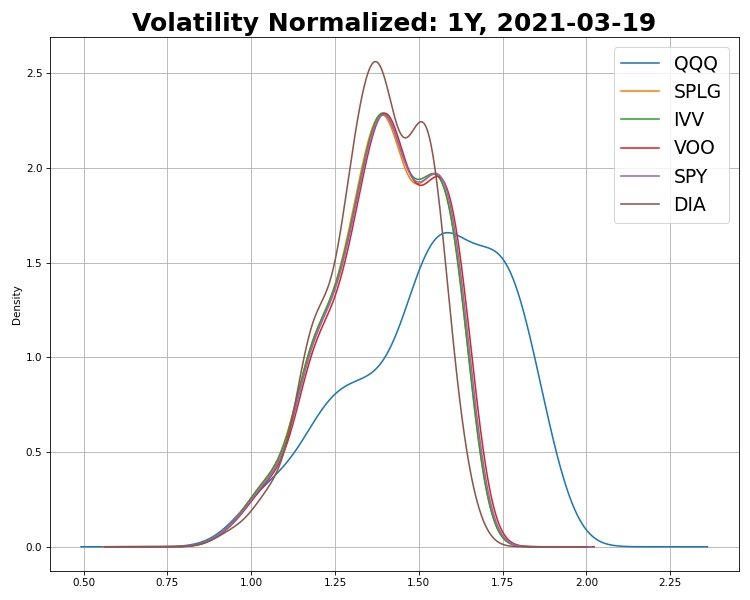 Volatility Normalized: 1Y, 2021-03-19
QQQ
SPLG
IVV
VOO
SPY
DIA
Density
2.5
2.0
1.5
1.0
0.5
0.0
0.50 0.75 1.00 1.25 1.50 1.75 2.00 2.25